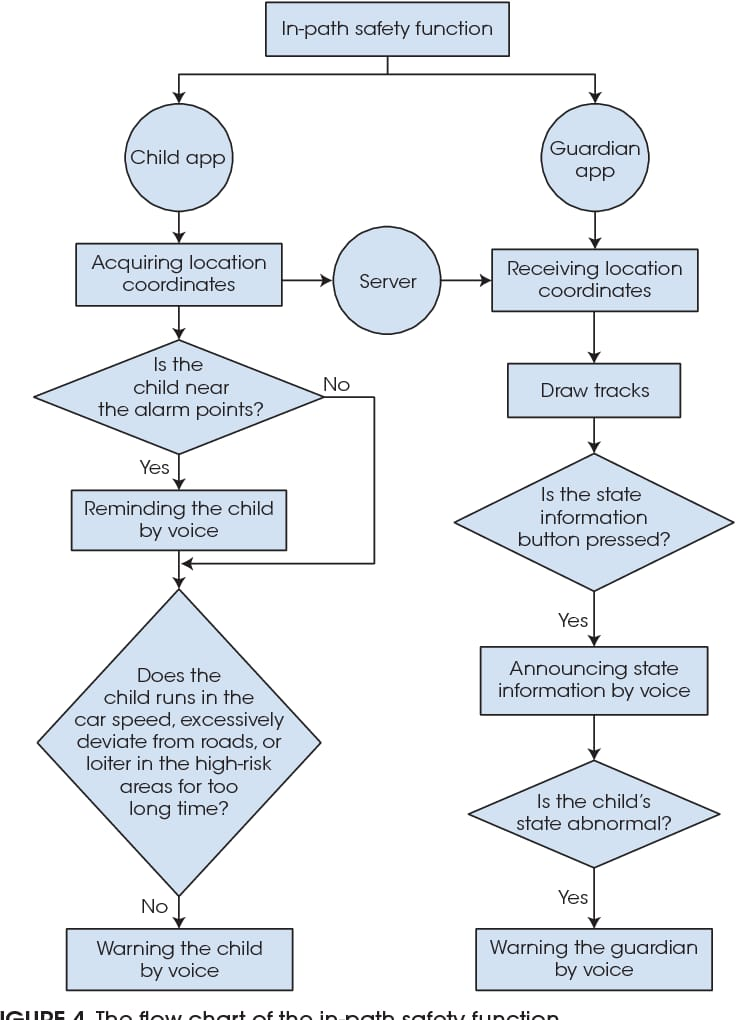 In-path safety function
Child app
Guardian
app
Acquiring location
coordinates
Server
Receiving location
coordinates
Is the
child near
the alarm points?
No
Draw tracks
Yes
Reminding the child
by voice
Is the state
information
button pressed?
Yes
Does the
child runs in the
car speed, excessively
deviate from roads, or
loiter in the high-risk
areas for too
long time?
Announcing state
information by voice
Is the child's
state abnormal?
No
Yes
Warning the child
by voice
Warning the guardian
by voice
IGURE 4. The flow chart of the in-path safety function